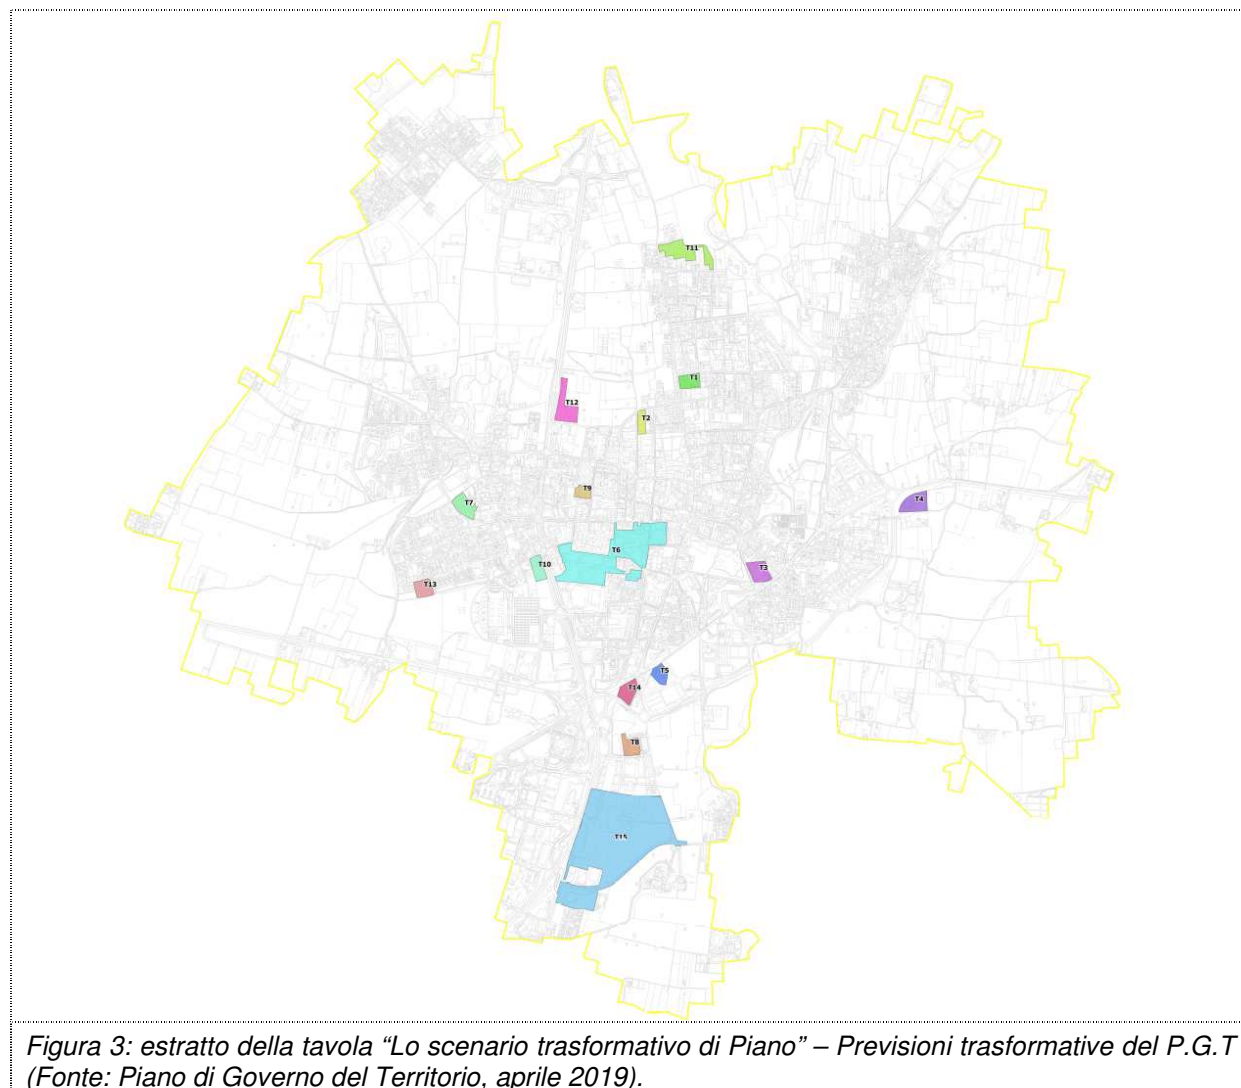 T11
T1
T12
T2
T9
T7
T4
T6
T10
T3
T13
T5
T14
T8
T15
Figura 3: estratto della tavola “Lo scenario trasformativo di Piano” – Previsioni trasformative del P.G.T
(Fonte: Piano di Governo del Territorio, aprile 2019).